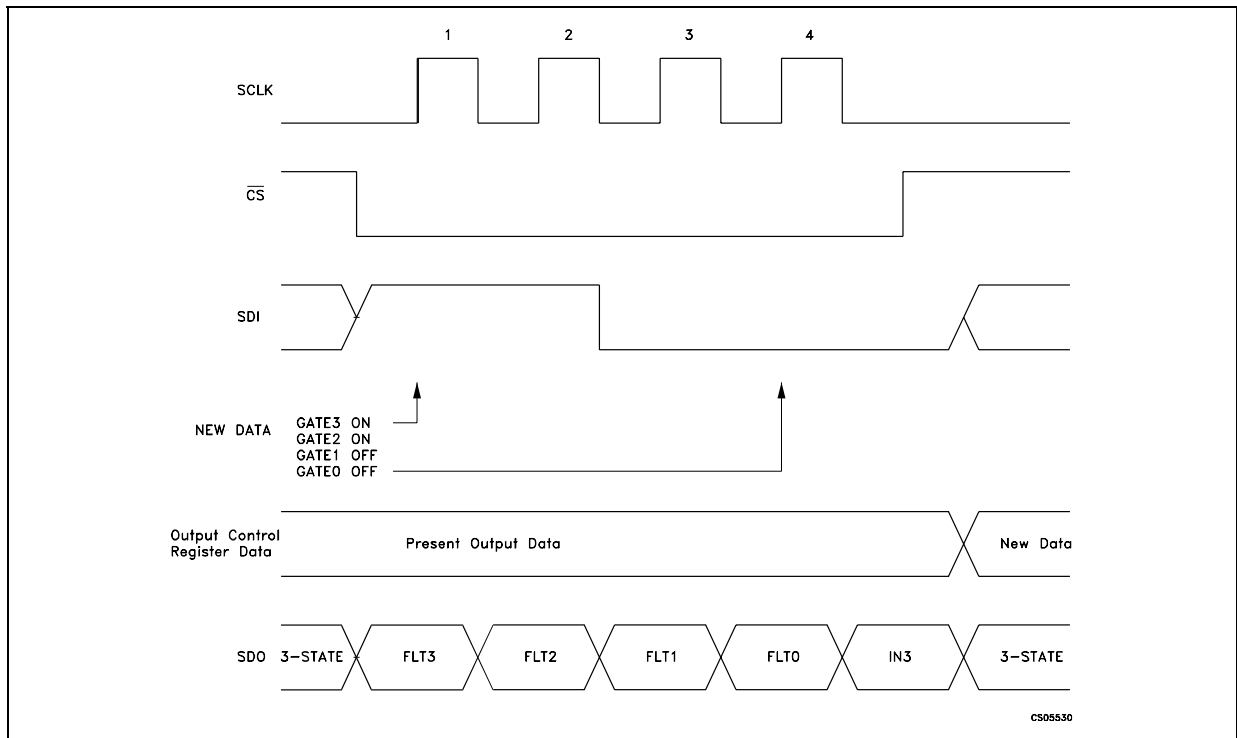 1 2 3 4
SCLK
CS
SDI
NEW DATA
GATE3 ON
GATE2 ON
GATE1 OFF
GATE0 OFF
Output Control
Register Data
Present Output Data
New Data
SDO 3-STATE FLT3 FLT2 FLT1 FLT0 IN3 3-STATE
CS05530